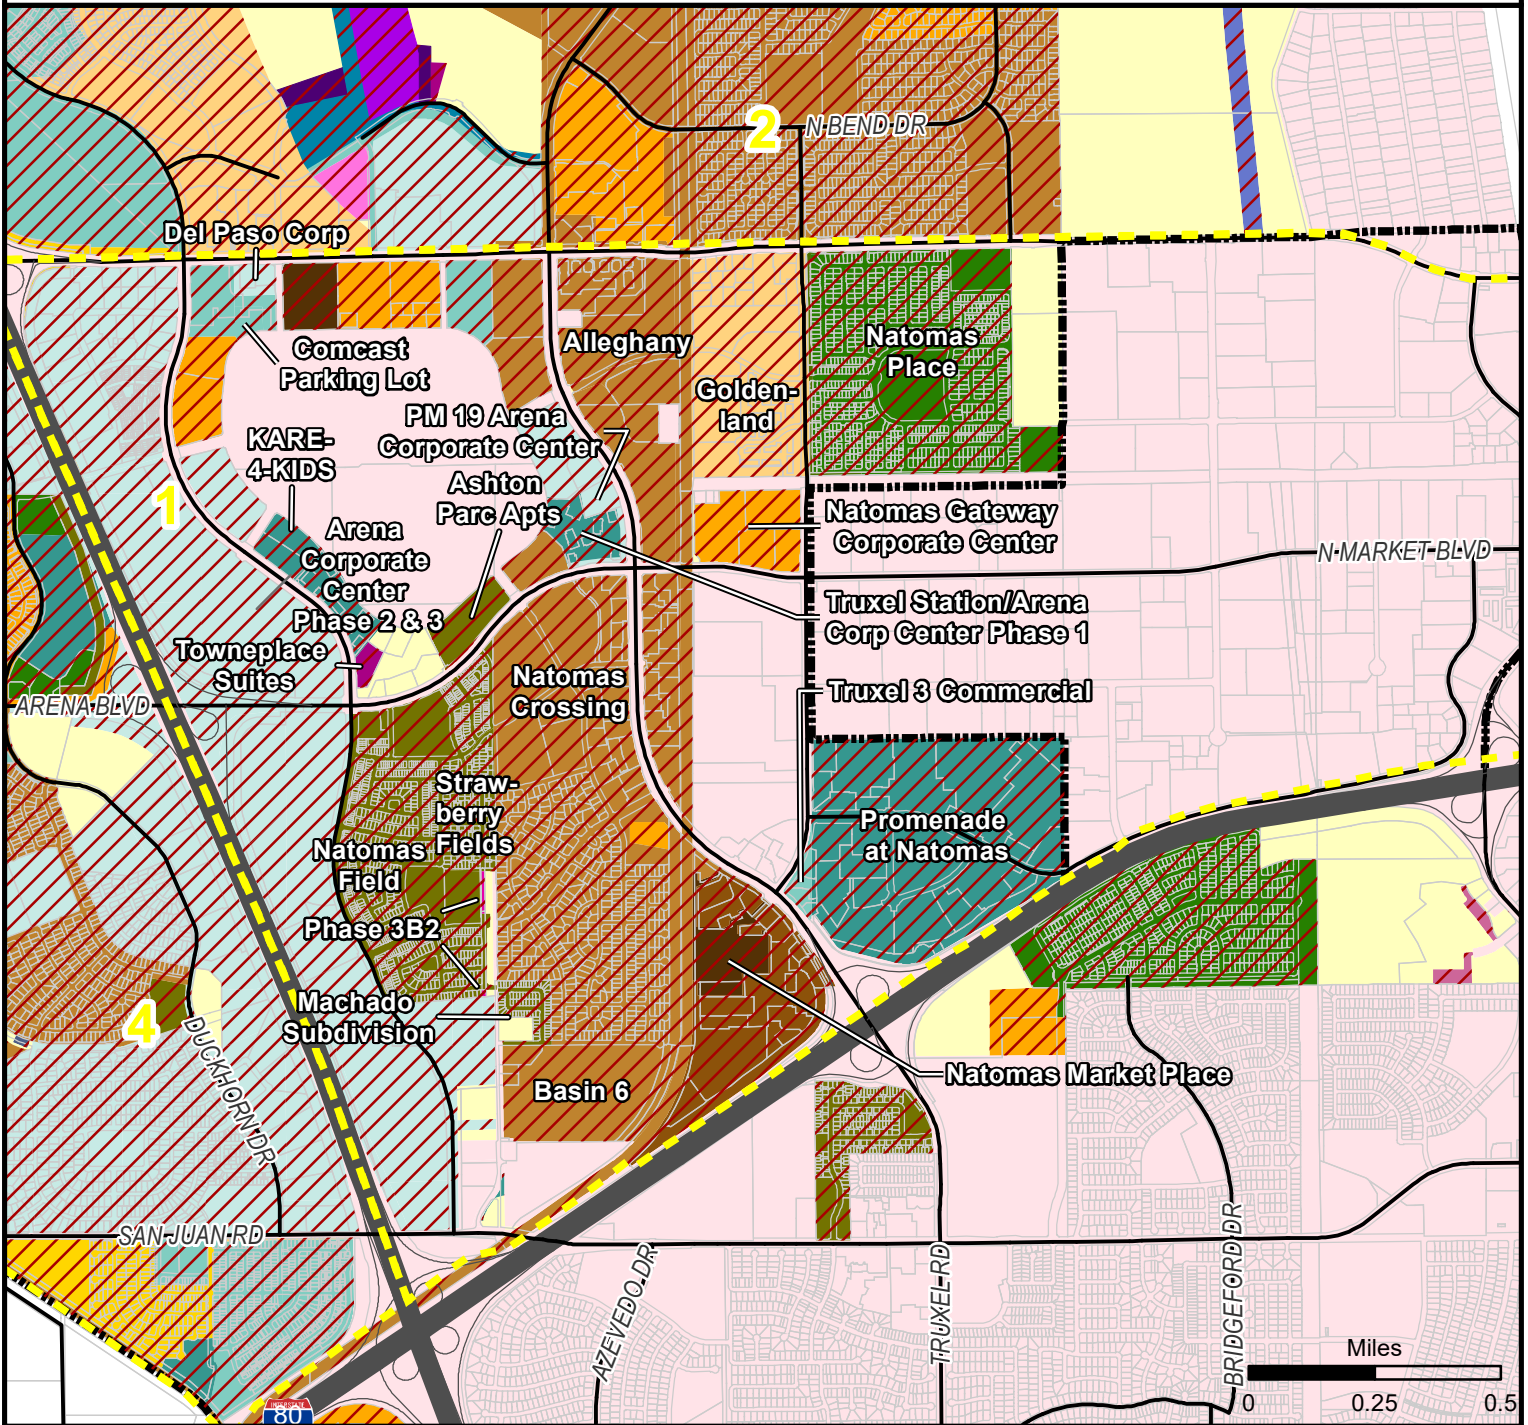 2
N BEND DR
Del Paso Corp
Comcast
Parking Lot
Alleghany
Natomas
Place
Golden-
land
PM 19 Arena
Corporate Center
KARE-
4-KIDS
Ashton
Parc Apts
1
Arena
Corporate
Center
Phase 2 & 3
Natomas Gateway
Corporate Center
N MARKET BLVD
Truxel Station/Arena
Corp Center Phase 1
Towneplace
Suites
Natomas
Crossing
Truxel 3 Commercial
ARENA BLVD
Straw-
berry
Fields
Natomas
Field
Promenade
at Natomas
Phase 3B2
Machado
Subdivision
4
DUCKHORN DR
Natomas Market Place
Basin 6
SAN JUAN RD
AZEVEDO DR
TRUXEL RD
BRIDGEFORD DR
Miles
0 0.25 0.5
INTERSTATE
80